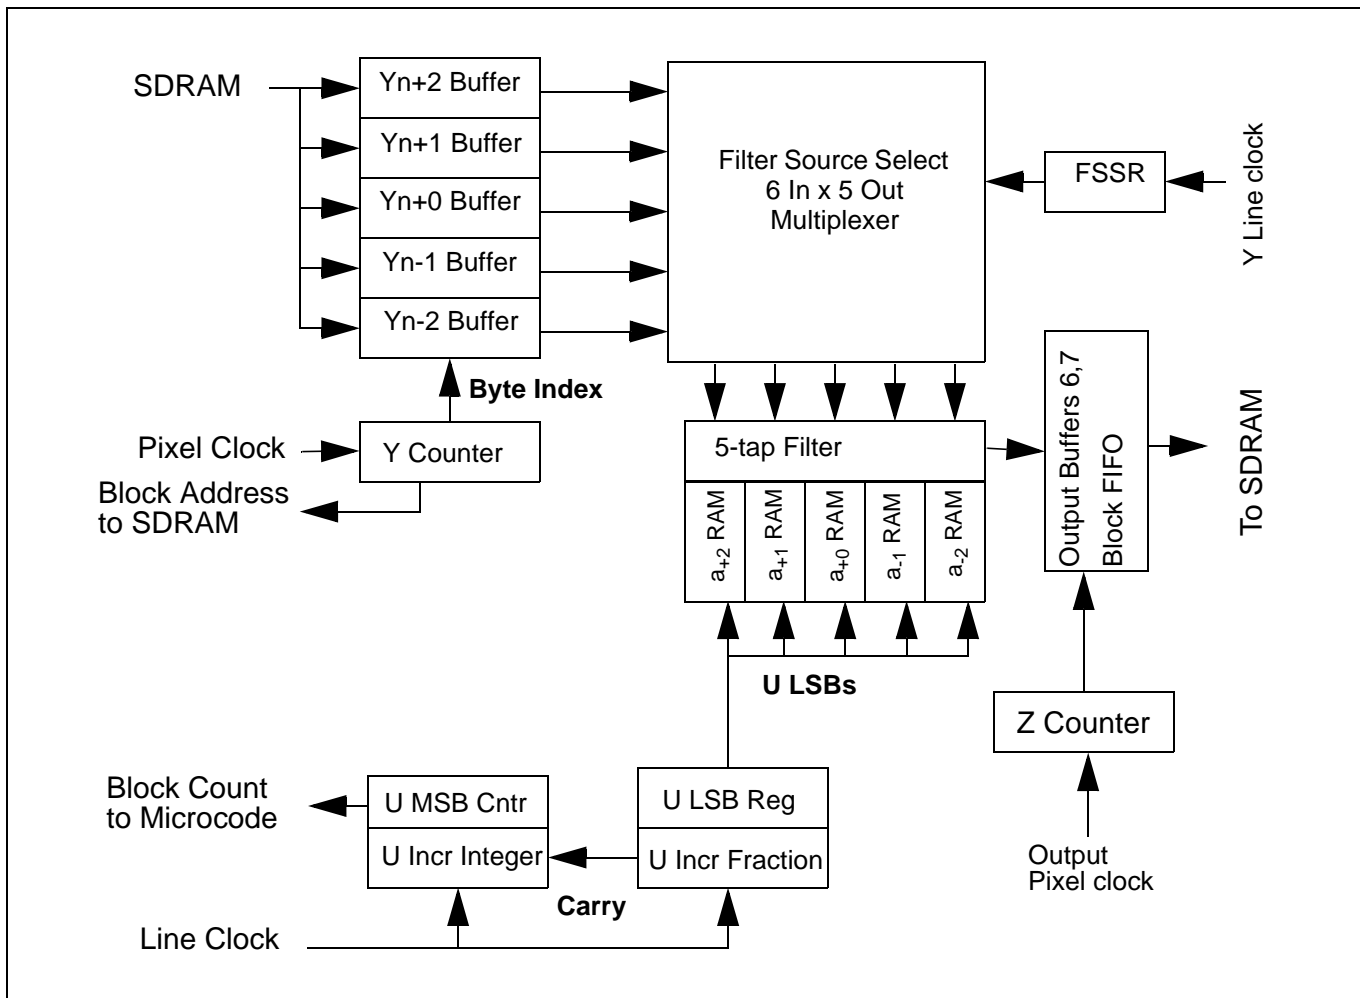 SDRAM
Yn+2 Buffer
Yn+1 Buffer
Yn+0 Buffer
Yn-1 Buffer
Yn-2 Buffer
Filter Source Select
6 In x 5 Out
Multiplexer
FSSR
Y Line clock
Byte Index
Pixel Clock
Y Counter
Block Address
to SDRAM
5-tap Filter
a+2 RAM
a+1 RAM
a+0 RAM
a-1 RAM
a-2 RAM
Output Buffers 6,7
Block FIFO
To SDRAM
U LSBs
Z Counter
Output
Pixel clock
Block Count
to Microcode
U MSB Cntr
U Incr Integer
U LSB Reg
U Incr Fraction
Carry
Line Clock